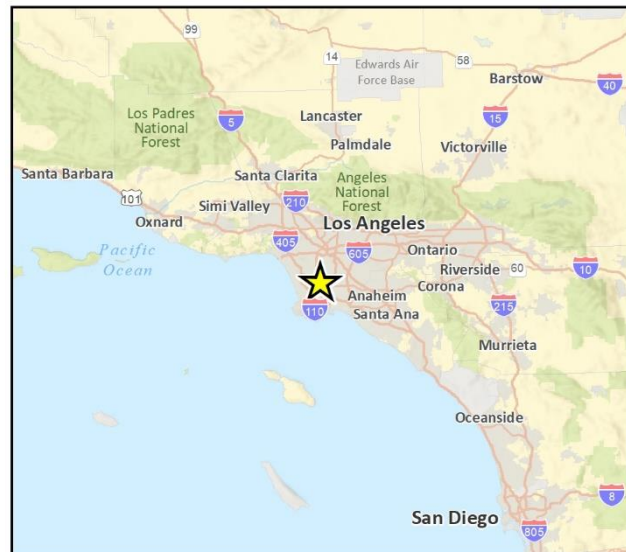 99
14
58
Edwards Air
Force Base
Barstow
40
Los Padres
National
Forest
5
Lancaster
15
Palmdale
Victorville
Santa Barbara
Santa Clarita
Angeles
National
Forest
101
Simi Valley
210
Oxnard
Los Angeles
405
605
Ontario
Pacific
Ocean
Riverside
60
10
Anaheim
Corona
110
Santa Ana
215
Murrieta
Oceanside
8
San Diego
805